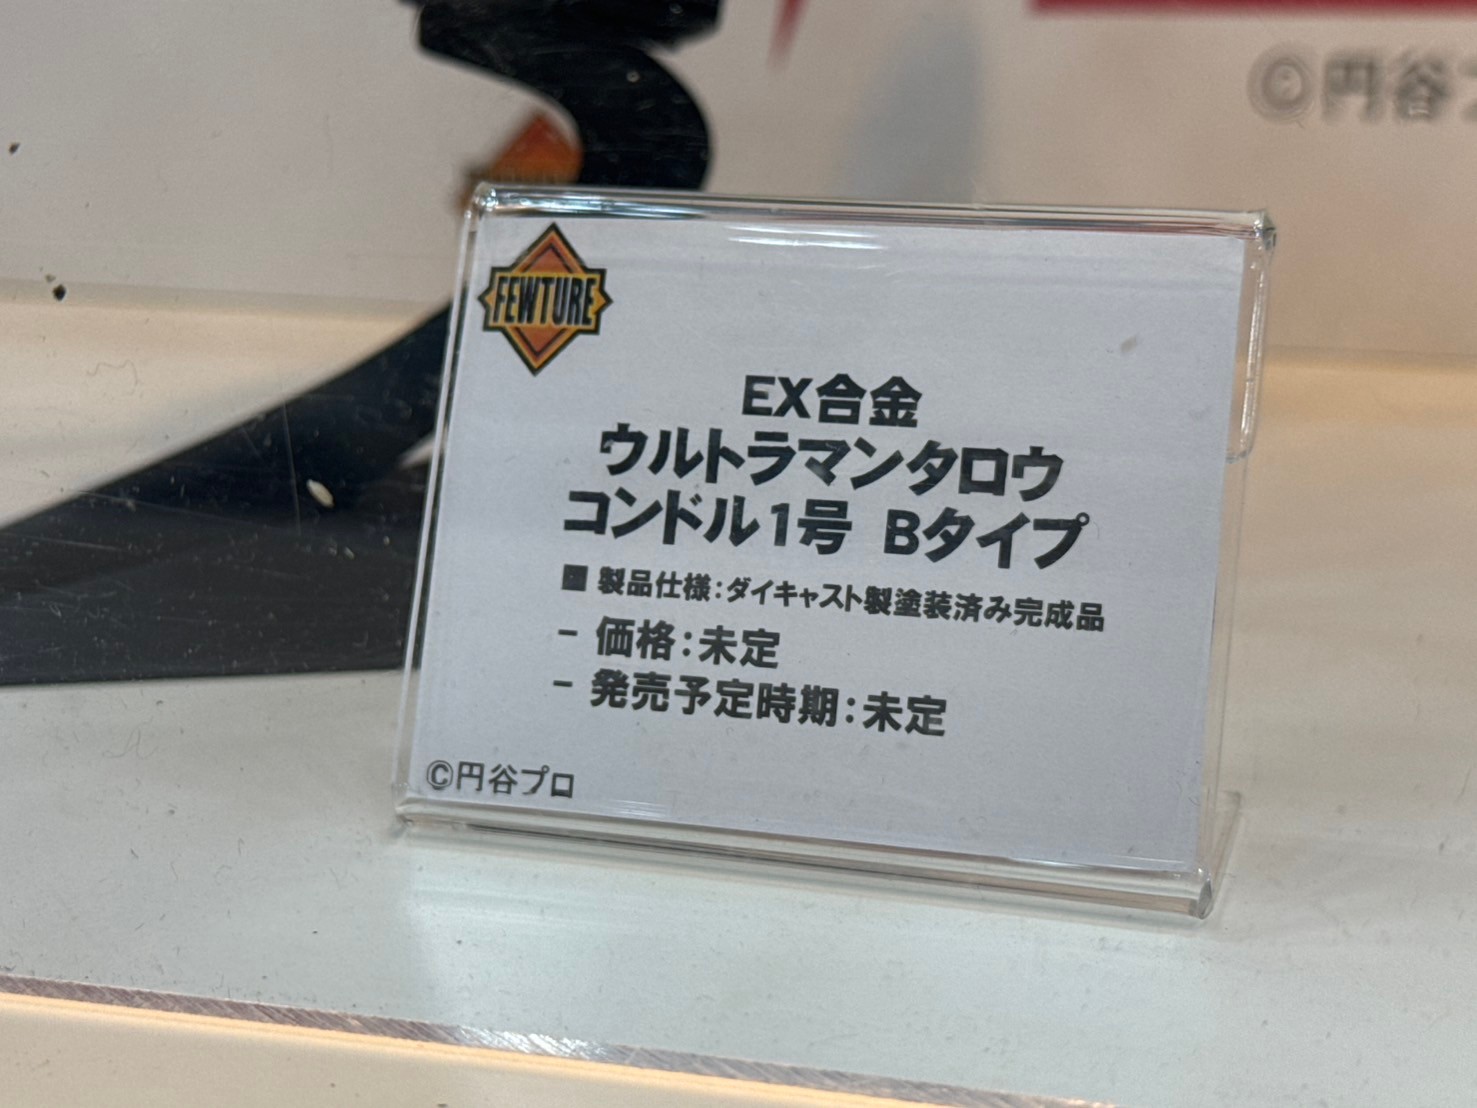 ©円谷プ
FEWTURE
EX合金
ウルトラマンタロウ
コンドル1号 Bタイプ
■ 製品仕様:ダイキャスト製塗装済み完成品
- 価格:未定
- 発売予定時期:未定
©円谷プロ